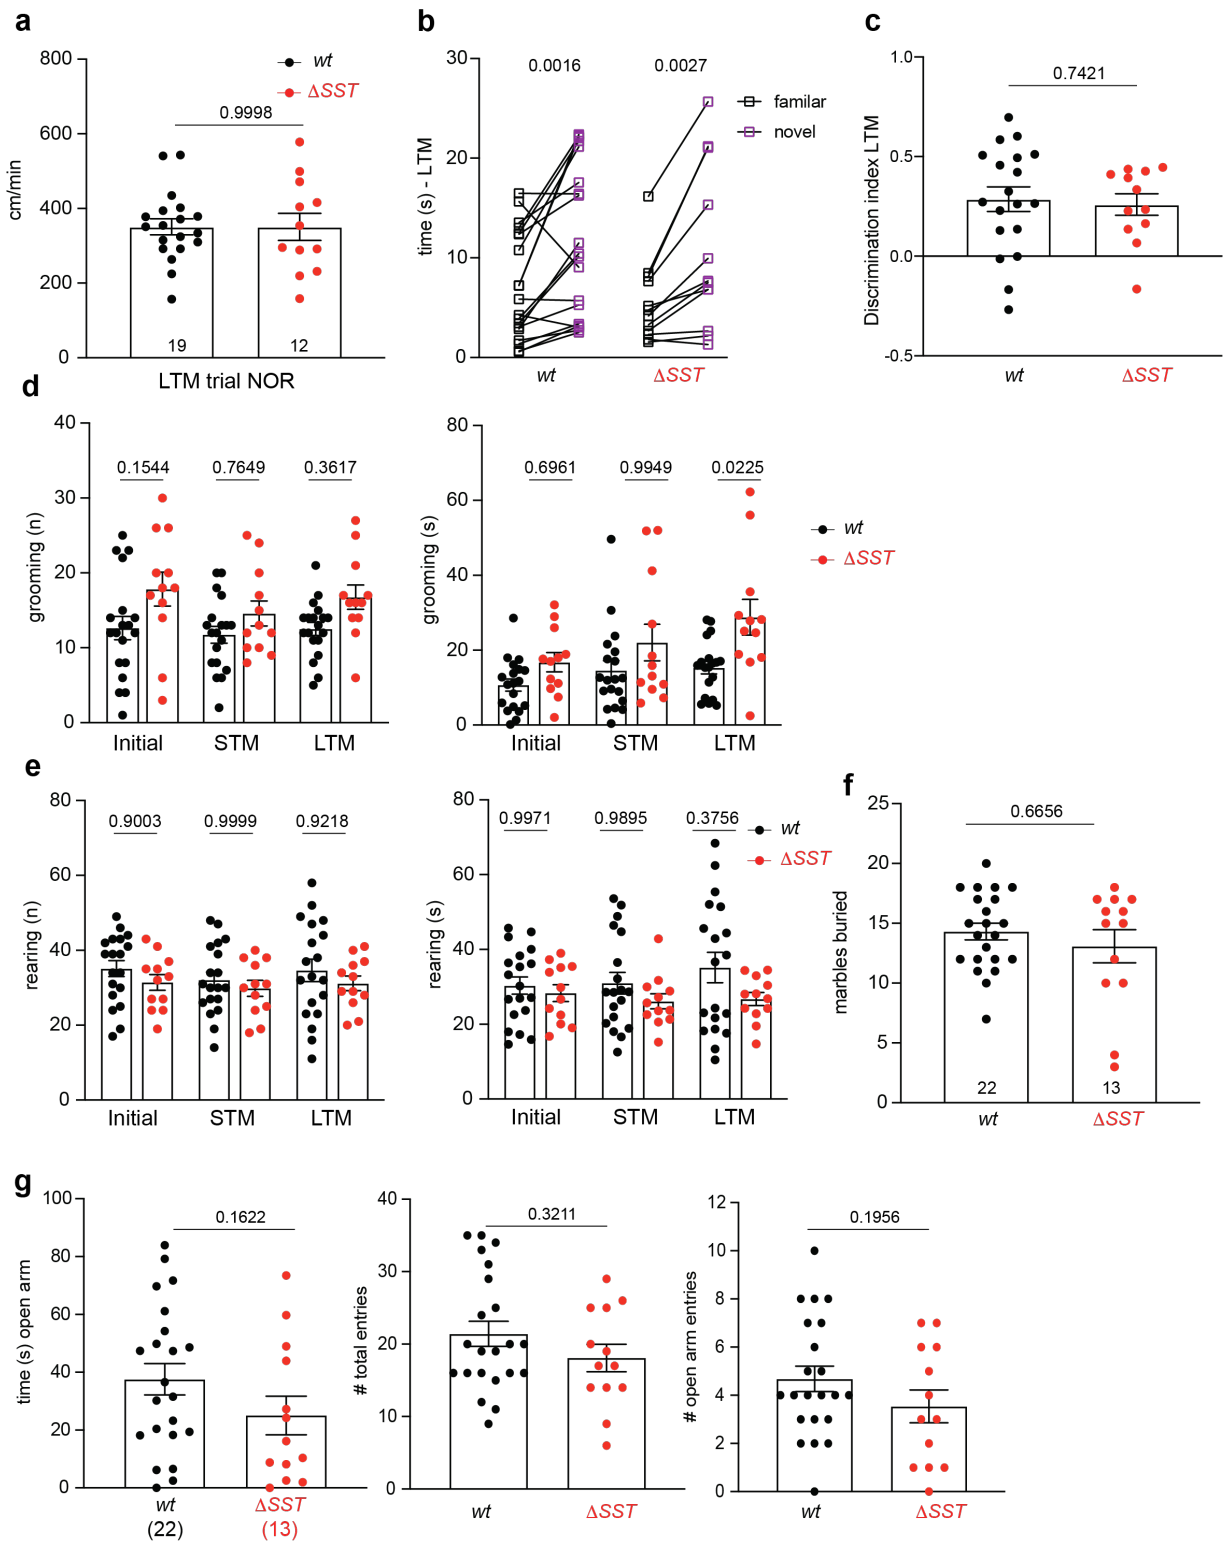 a
800
600
400
200
0
cm/min
wt
ΔSST
0.9998
19
12
LTM trial NOR
b
30
20
10
0
time (s) - LTM
0.0016
0.0027
familar
novel
wt
ΔSST
c
1.0
0.5
0.0
-0.5
Discrimination index LTM
0.7421
wt
ΔSST
d
40
30
20
10
0
grooming (n)
0.1544
0.7649
0.3617
Initial
STM
LTM
80
60
40
20
0
grooming (s)
0.6961
0.9949
0.0225
Initial
STM
LTM
wt
ΔSST
e
80
60
40
20
0
rearing (n)
0.9003
0.9999
0.9218
Initial
STM
LTM
80
60
40
20
0
rearing (s)
0.9971
0.9895
0.3756
wt
ΔSST
Initial
STM
LTM
f
25
20
15
10
5
0
marbles buried
0.6656
22
13
wt
ΔSST
g
100
80
60
40
20
0
time (s) open arm
0.1622
wt
(22)
ΔSST
(13)
40
30
20
10
0
# total entries
0.3211
wt
ΔSST
12
10
8
6
4
2
0
# open arm entries
0.1956
wt
ΔSST